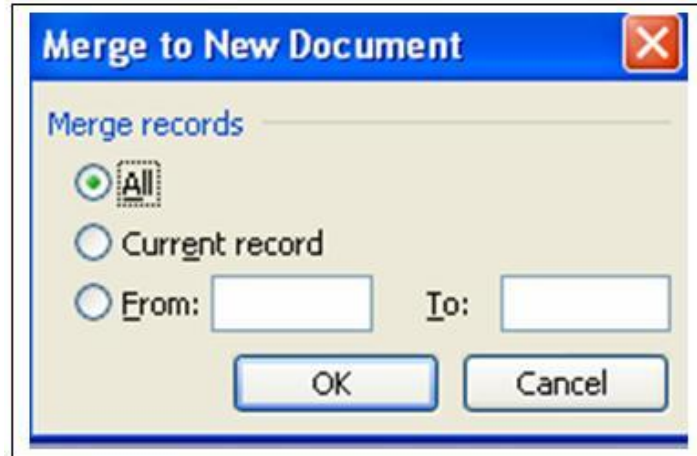 Merge to New Document
Merge records
All
Current record
From: To:
OK Cancel